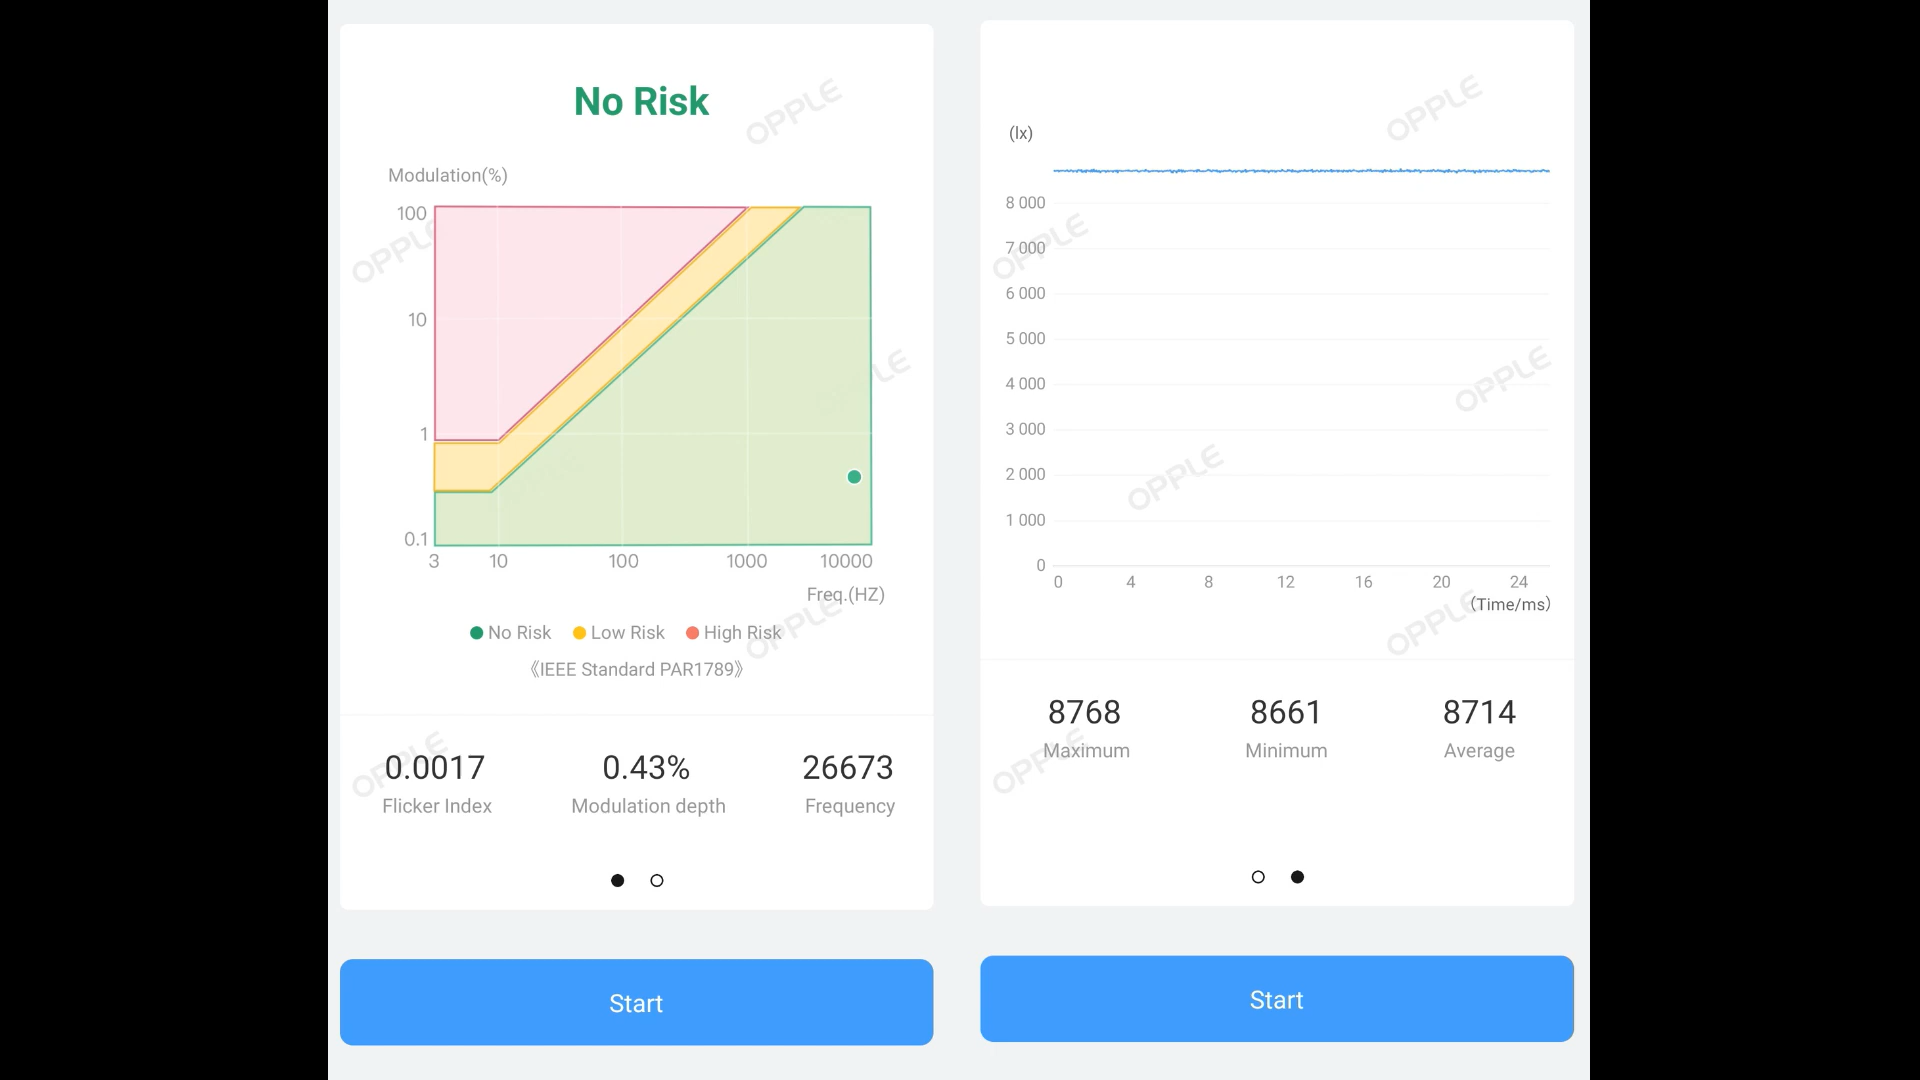 No Risk
OPPLE
Modulation(%)
100
10
1
0.1
3 10 100 1000 10000
Freq.(HZ)
No Risk Low Risk High Risk
《IEEE Standard PAR1789》
0.0017 0.43% 26673
Flicker Index Modulation depth Frequency
Start
OPPLE
(lx)
8 000
7 000
6 000
5 000
4 000
3 000
2 000
1 000
0
0 4 8 12 16 20 24
(Time/ms)
OPPLE
OPPLE
OPPLE
OPPLE
8768 8661 8714
Maximum Minimum Average
OPPLE
Start